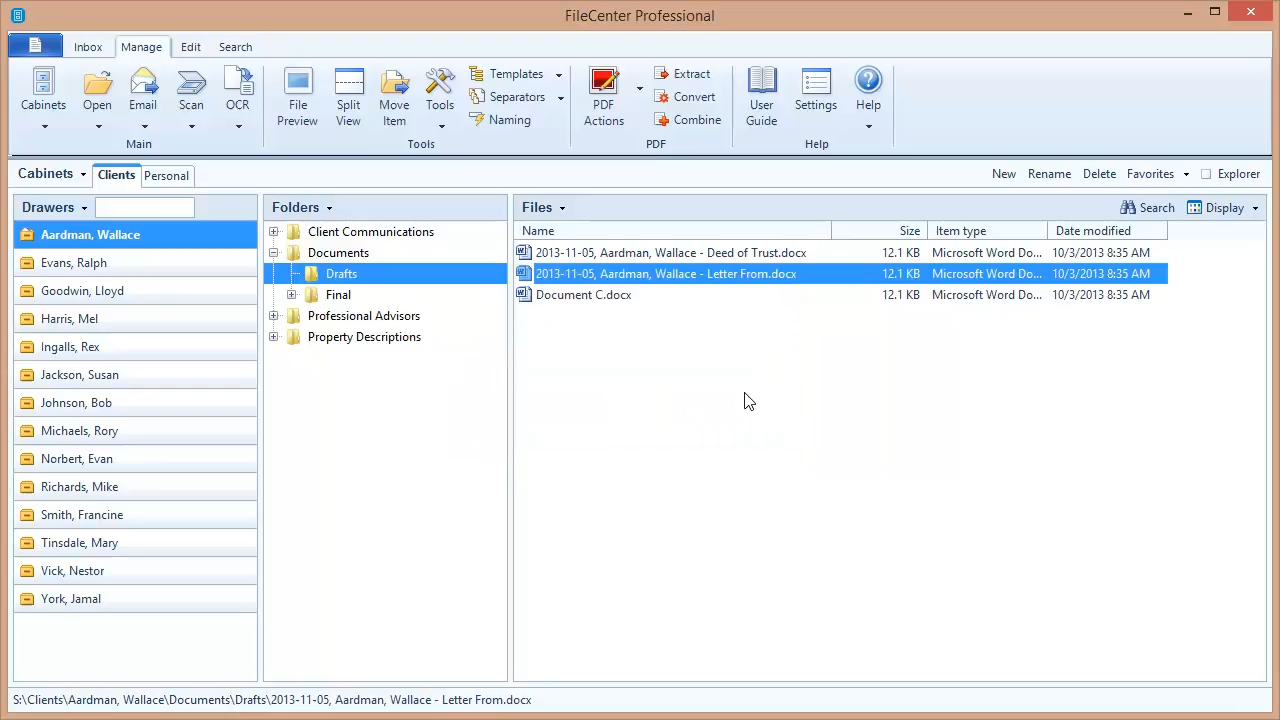 FileCenter Professional
Inbox Manage Edit Search
Cabinets Open Email Scan OCR
Main
File Preview Split View Move Item Tools
Templates
Separators
Naming
Tools
PDF Actions
Extract
Convert
Combine
PDF
User Guide Settings Help
Help
Cabinets Clients Personal
New Rename Delete Favorites Explorer
Drawers
Aardman, Wallace
Evans, Ralph
Goodwin, Lloyd
Harris, Mel
Ingalls, Rex
Jackson, Susan
Johnson, Bob
Michaels, Rory
Norbert, Evan
Richards, Mike
Smith, Francine
Tinsdale, Mary
Vick, Nestor
York, Jamal
Folders
Client Communications
Documents
Drafts
Final
Professional Advisors
Property Descriptions
Files Search Display
Name Size Item type Date modified
2013-11-05, Aardman, Wallace - Deed of Trust.docx 12.1 KB Microsoft Word Do... 10/3/2013 8:35 AM
2013-11-05, Aardman, Wallace - Letter From.docx 12.1 KB Microsoft Word Do... 10/3/2013 8:35 AM
Document C.docx 12.1 KB Microsoft Word Do... 10/3/2013 8:35 AM
S:\Clients\Aardman, Wallace\Documents\Drafts\2013-11-05, Aardman, Wallace - Letter From.docx